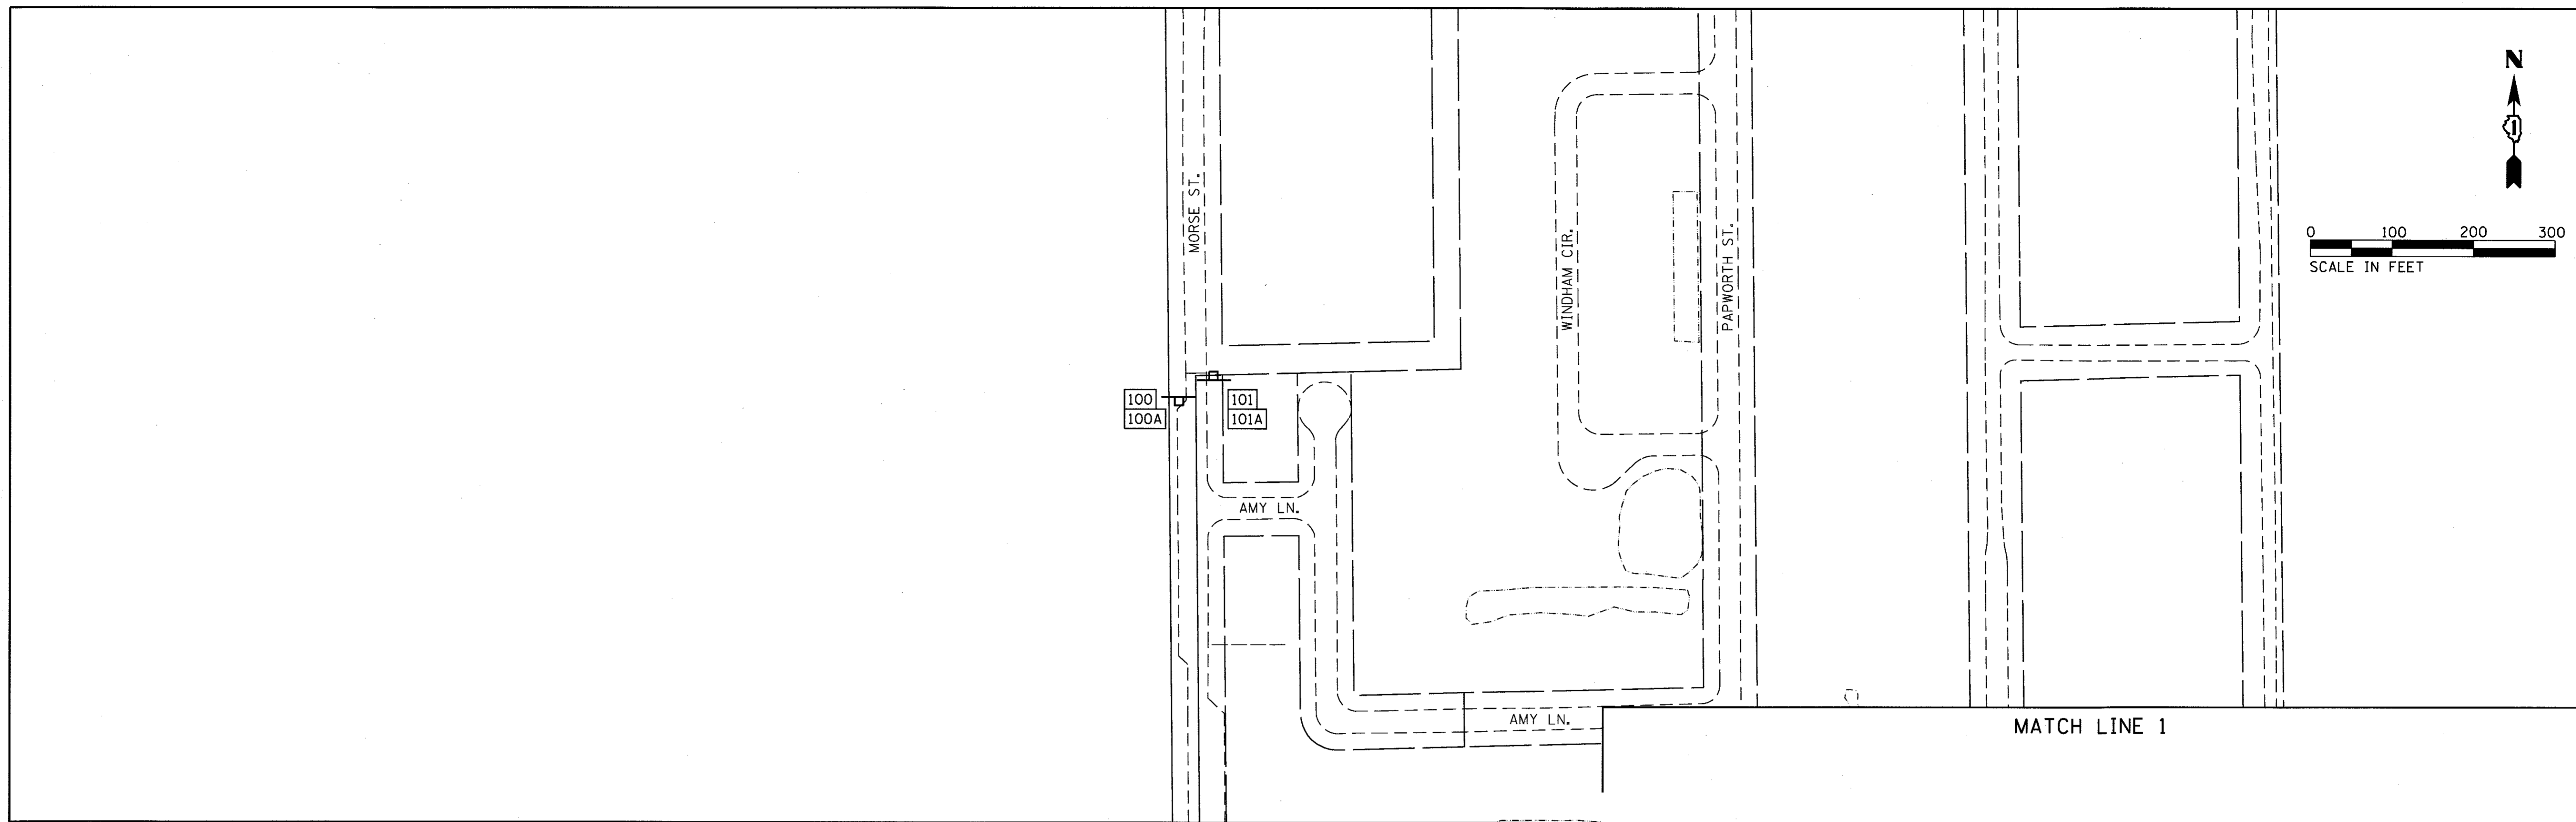 N
1
0 100 200 300
SCALE IN FEET
MORSE ST.
WINDHAM CIR.
PAPWORTH ST.
100
100A
101
101A
AMY LN.
AMY LN.
MATCH LINE 1